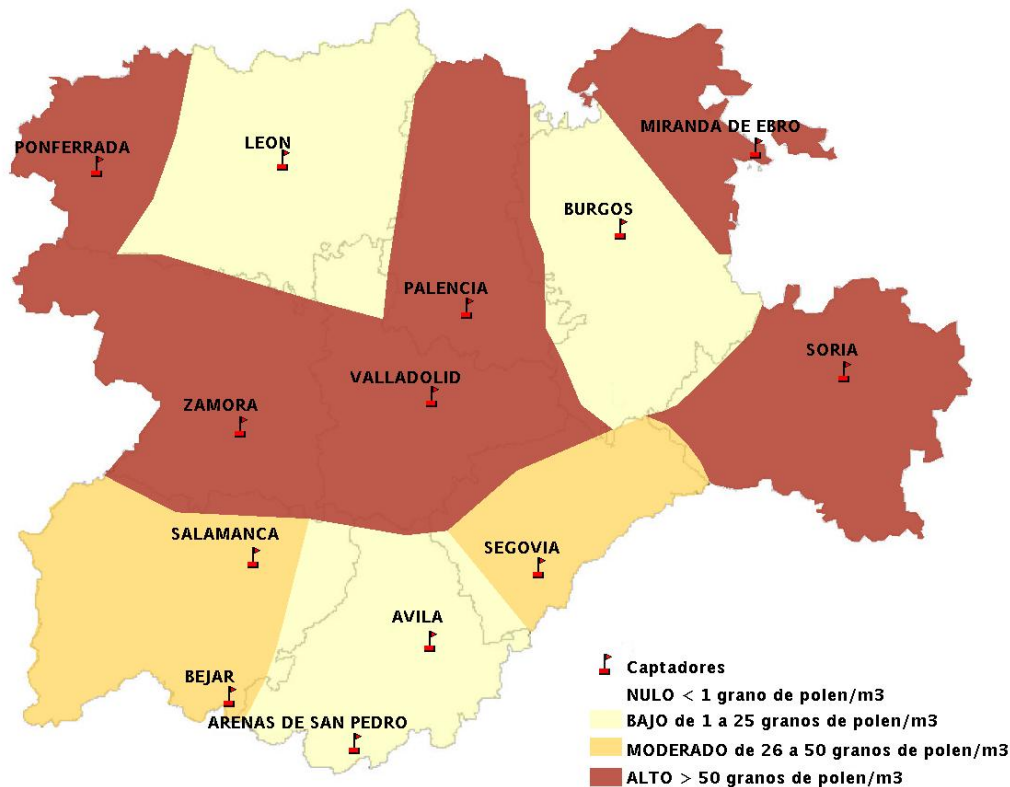 MIRANDA DE EBRO
PONFERRADA
LEON
BURGOS
PALENCIA
SORIA
VALLADOLID
ZAMORA
SALAMANCA
SEGOVIA
AVILA
BEJAR
ARENAS DE SAN PEDRO
Captadores
NULO < 1 grano de polen/m3
BAJO de 1 a 25 granos de polen/m3
MODERADO de 26 a 50 granos de polen/m3
ALTO > 50 granos de polen/m3